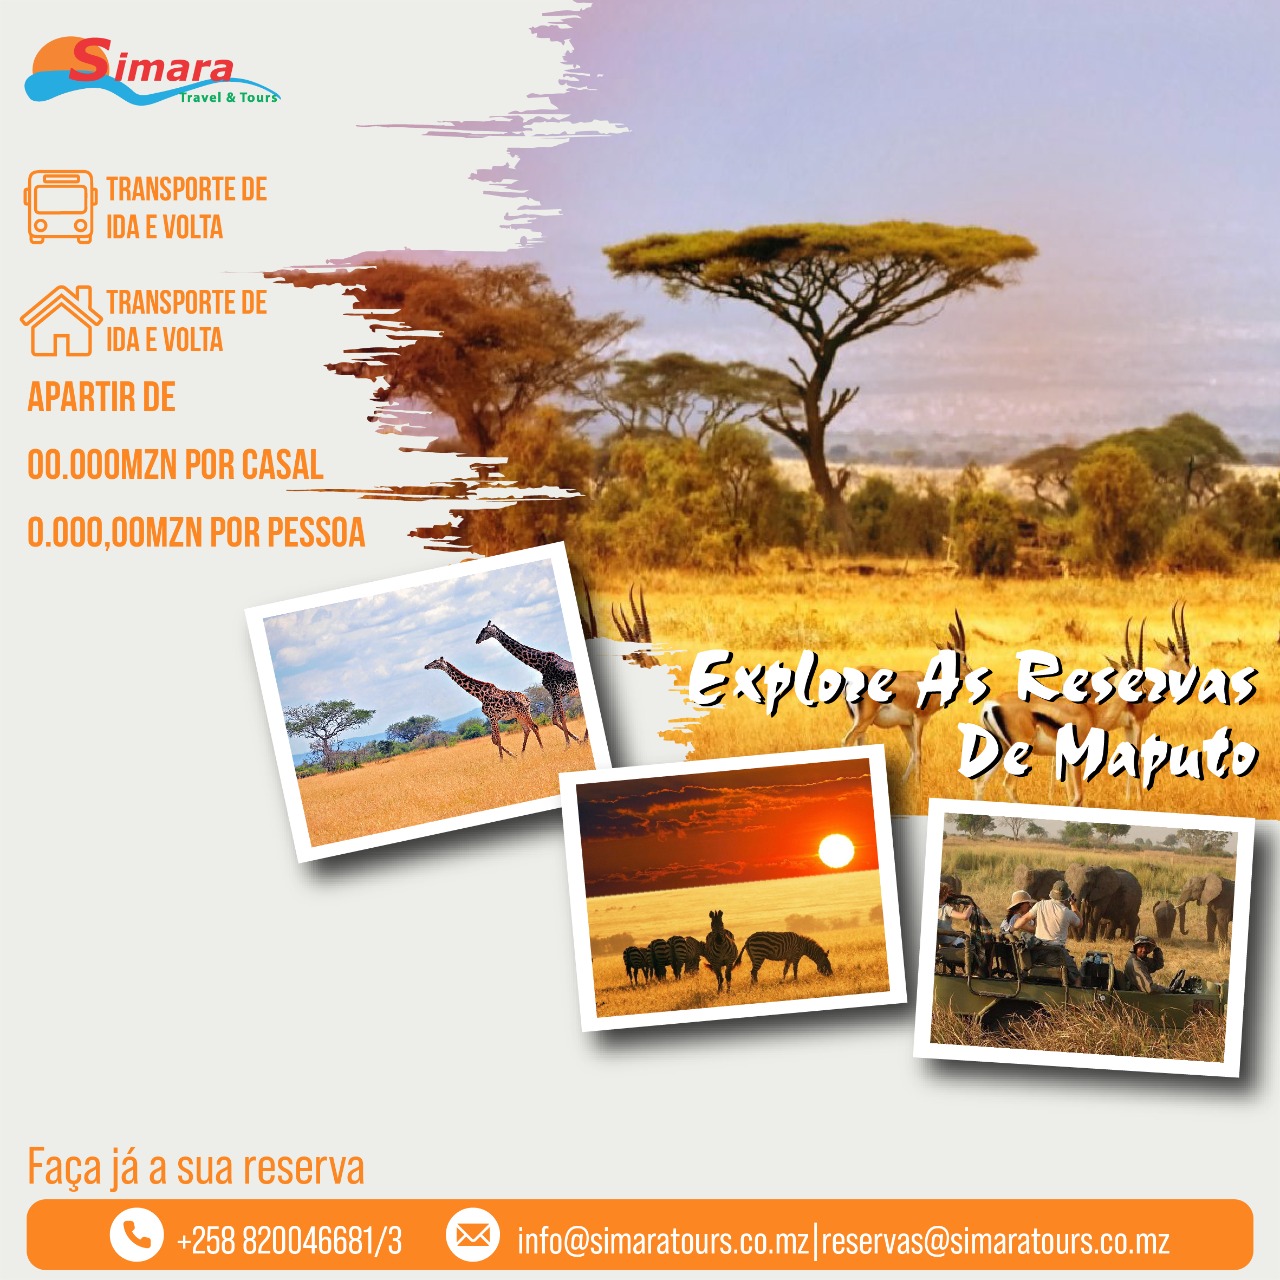 Simara
Travel & Tours
TRANSPORTE DE
IDA E VOLTA
TRANSPORTE DE
IDA E VOLTA
APARTIR DE
00.000MZN POR CASAL
0.000,00MZN POR PESSOA
Explore As Reservas
De Maputo
Faça já a sua reserva
+258 820046681/3
info@simaratours.co.mz|reservas@simaratours.co.mz